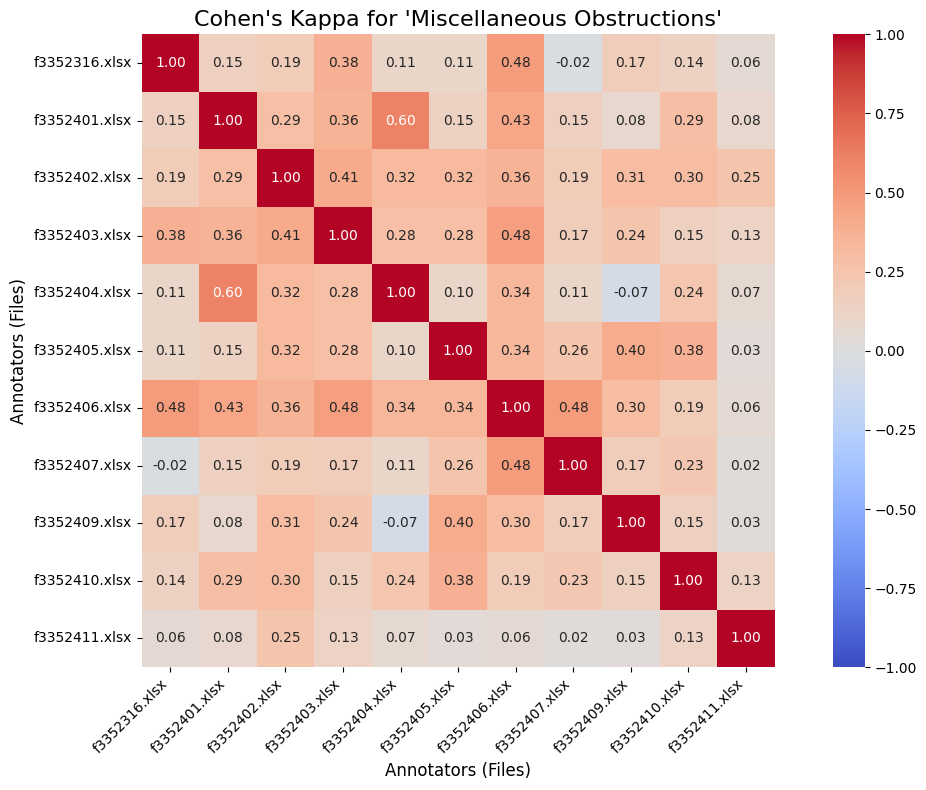 Cohen's Kappa for 'Miscellaneous Obstructions'
Annotators (Files)
f3352316.xlsx 1.00 0.15 0.19 0.38 0.11 0.11 0.48 -0.02 0.17 0.14 0.06
f3352401.xlsx 0.15 1.00 0.29 0.36 0.60 0.15 0.43 0.15 0.08 0.29 0.08
f3352402.xlsx 0.19 0.29 1.00 0.41 0.32 0.32 0.36 0.19 0.31 0.30 0.25
f3352403.xlsx 0.38 0.36 0.41 1.00 0.28 0.28 0.48 0.17 0.24 0.15 0.13
f3352404.xlsx 0.11 0.60 0.32 0.28 1.00 0.10 0.34 0.11 -0.07 0.24 0.07
f3352405.xlsx 0.11 0.15 0.32 0.28 0.10 1.00 0.34 0.26 0.40 0.38 0.03
f3352406.xlsx 0.48 0.43 0.36 0.48 0.34 0.34 1.00 0.48 0.30 0.19 0.06
f3352407.xlsx -0.02 0.15 0.19 0.17 0.11 0.26 0.48 1.00 0.17 0.23 0.02
f3352409.xlsx 0.17 0.08 0.31 0.24 -0.07 0.40 0.30 0.17 1.00 0.15 0.03
f3352410.xlsx 0.14 0.29 0.30 0.15 0.24 0.38 0.19 0.23 0.15 1.00 0.13
f3352411.xlsx 0.06 0.08 0.25 0.13 0.07 0.03 0.06 0.02 0.03 0.13 1.00
f3352316.xlsx f3352401.xlsx f3352402.xlsx f3352403.xlsx f3352404.xlsx f3352405.xlsx f3352406.xlsx f3352407.xlsx f3352409.xlsx f3352410.xlsx f3352411.xlsx
Annotators (Files)
1.00
0.75
0.50
0.25
0.00
−0.25
−0.50
−0.75
−1.00